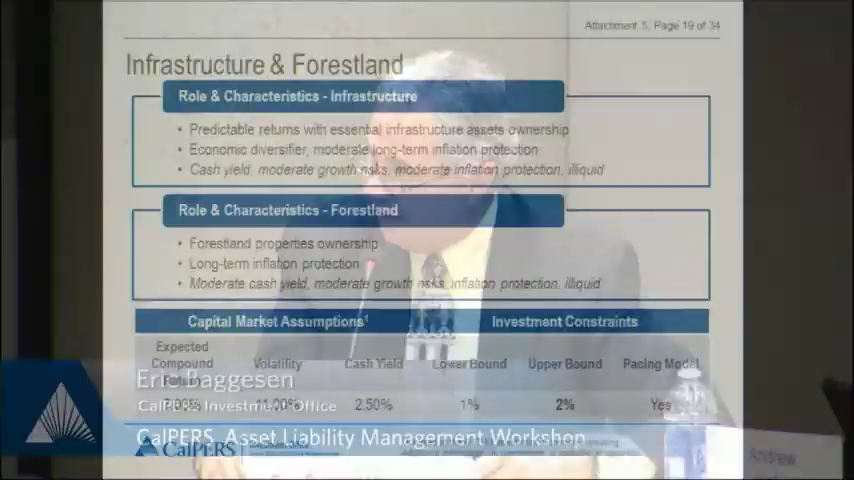 Attachment 5, Page 19 of 34
Infrastructure & Forestland
Role & Characteristics - Infrastructure
• Predictable returns with essential infrastructure assets ownership
• Economic diversifier, moderate long-term inflation protection
• Cash yield, moderate growth risks, moderate inflation protection, illiquid
Role & Characteristics - Forestland
• Forestland properties ownership
• Long-term inflation protection
• Moderate cash yield, moderate growth risks, inflation protection, illiquid
Capital Market Assumptions¹ Investment Constraints
Expected Compound Return Volatility Cash Yield Lower Bound Upper Bound Pacing Model
11.00% 2.50% 1% 2% Yes
Eric Baggesen
CalPERS Investment Office
CalPERS Asset Liability Management Workshop
CalPERS
Andrew